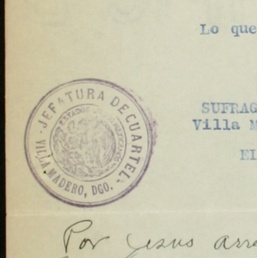 Lo que
JEFATURA DE CUARTEL
VILLA MADERO, DGO.
SUFRAG
Villa M
El
Por Jesus